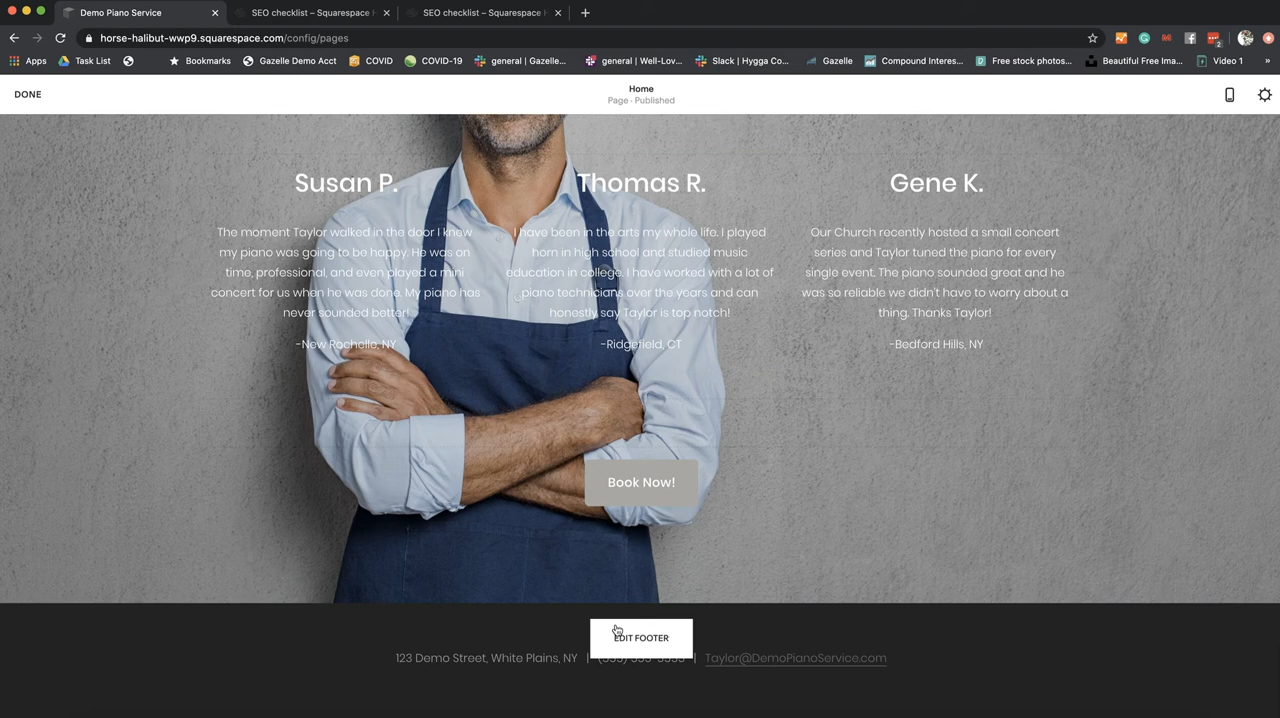 Demo Piano Service
SEO checklist – Squarespace H
SEO checklist – Squarespace H
horse-halibut-wwp9.squarespace.com/config/pages
Apps
Task List
Bookmarks
Gazelle Demo Acct
COVID
COVID-19
general | Gazelle...
general | Well-Lov...
Slack | Hygga Co...
Gazelle
Compound Interes...
Free stock photos...
Beautiful Free Ima...
Video 1
»
DONE
Home
Page · Published
Susan P.
The moment Taylor walked in the door I knew
my piano was going to be happy. He was on
time, professional, and even played a mini
concert for us when he was done. My piano has
never sounded better!
-New Rochelle, NY
Thomas R.
I have been in the arts my whole life. I played
horn in high school and studied music
education in college. I have worked with a lot of
piano technicians over the years and can
honestly say Taylor is top notch!
-Ridgefield, CT
Gene K.
Our Church recently hosted a small concert
series and Taylor tuned the piano for every
single event. The piano sounded great and he
was so reliable we didn't have to worry about a
thing. Thanks Taylor!
-Bedford Hills, NY
Book Now!
EDIT FOOTER
123 Demo Street, White Plains, NY | | Taylor@DemoPianoService.com